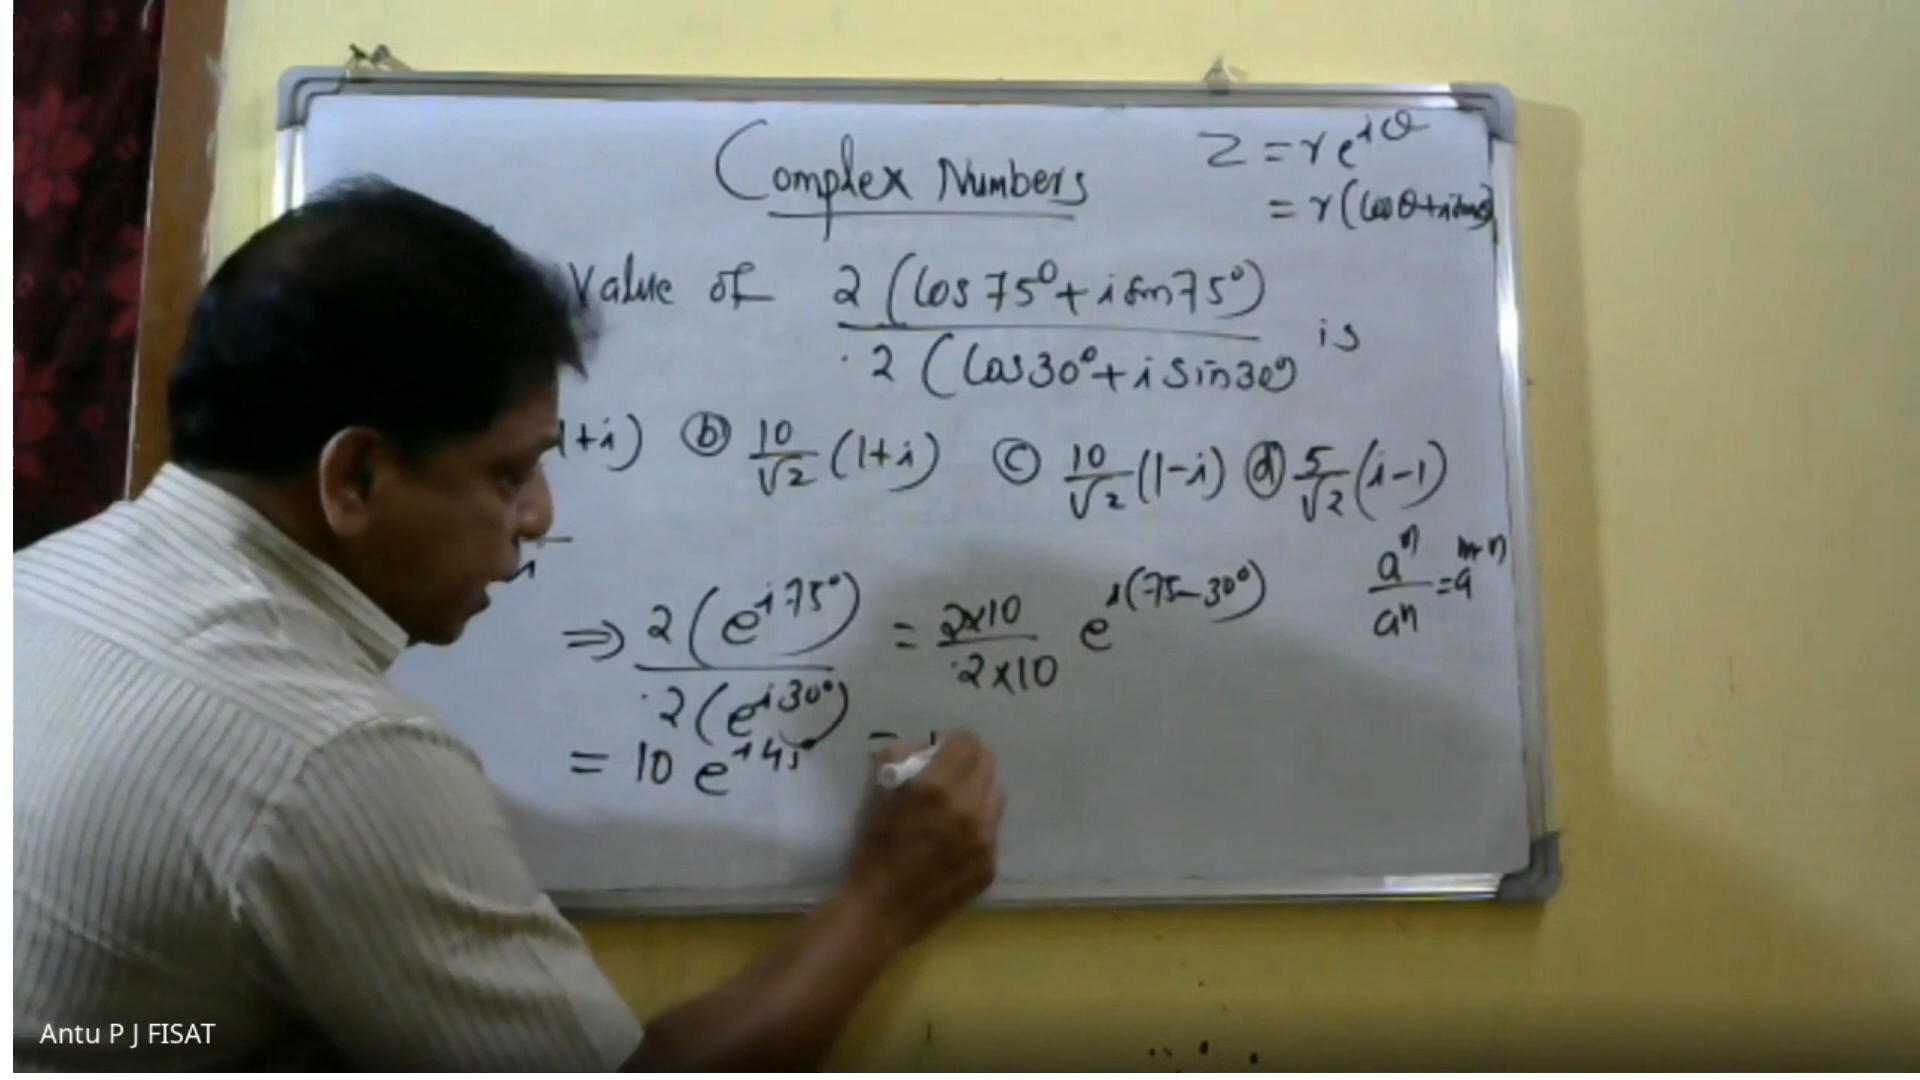 Complex Numbers
z = r e^{iθ}
= r (cos θ + i sin θ)
Value of 2 (cos 75° + i sin 75°) / .2 (cos 30° + i sin 30°) is
1+i) (b) 10/√2 (1+i) (c) 10/√2 (1-i) (d) 5/√2 (i-1)
⇒ 2 (e^{i75°}) / .2 (e^{i30°}) = 2×10 / .2×10 e^{i(75-30°)}
a^m / a^n = a^{m-n}
= 10 e^{i45°} =
Antu P J FISAT